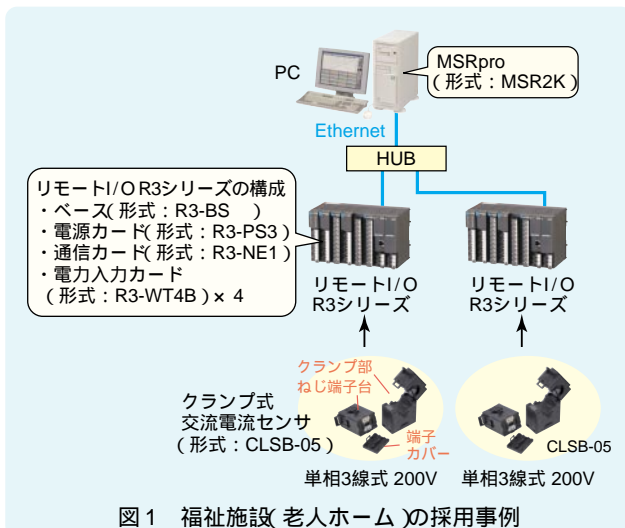 PC
MSRpro
(形式:MSR2K)
Ethernet
HUB
リモートI/O R3シリーズの構成
・ベース(形式:R3-BS )
・電源カード(形式:R3-PS3)
・通信カード(形式:R3-NE1)
・電力入力カード
(形式:R3-WT4B)× 4
リモートI/O
R3シリーズ
リモートI/O
R3シリーズ
クランプ式
交流電流センサ
(形式:CLSB-05)
クランプ部
ねじ端子台
端子
カバー
CLSB-05
単相3線式 200V
単相3線式 200V
図1 福祉施設(老人ホーム)の採用事例